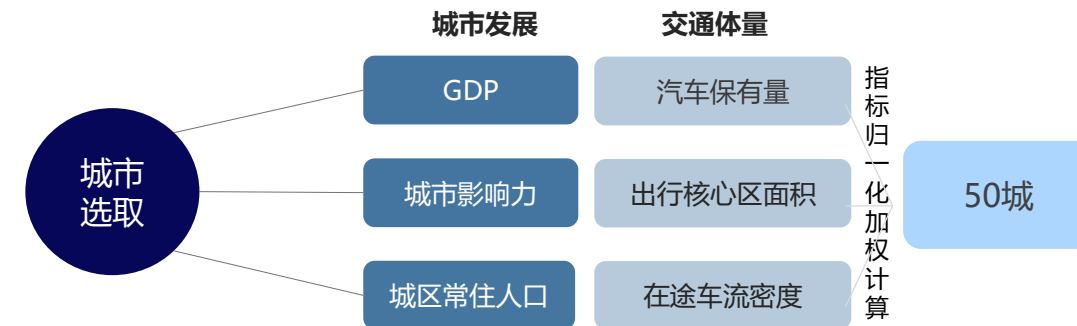 城市发展
交通体量
GDP
汽车保有量
城市
选取
城市影响力
出行核心区面积
城区常住人口
在途车流密度
指标归一化加权计算
50城